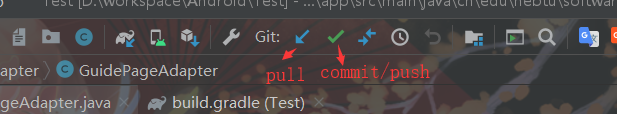 Test [D:\workspace\Android\Test] - ...\app\src\main\java\cn\edu\hebtu\software
Git:
apter GuidePageAdapter
pull commit/push
geAdapter.java × build.gradle (Test) ×